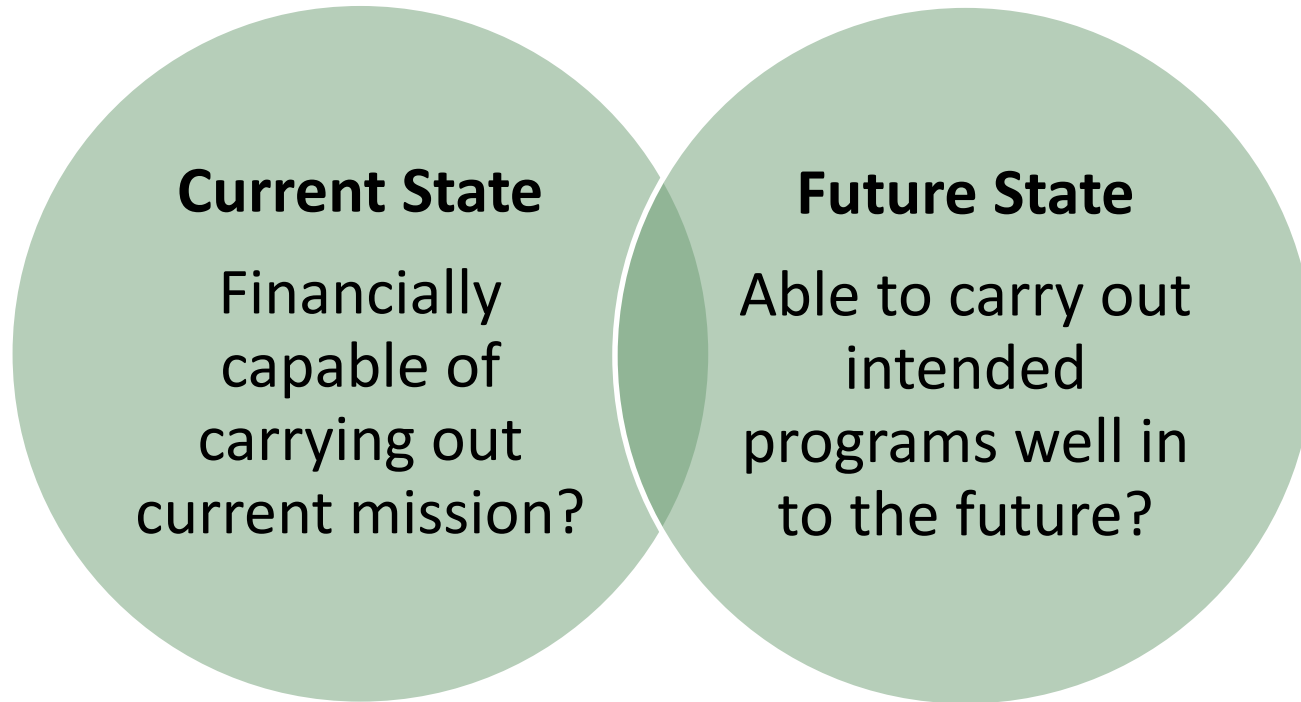 Current State
Financially
capable of
carrying out
current mission?
Future State
Able to carry out
intended
programs well in
to the future?